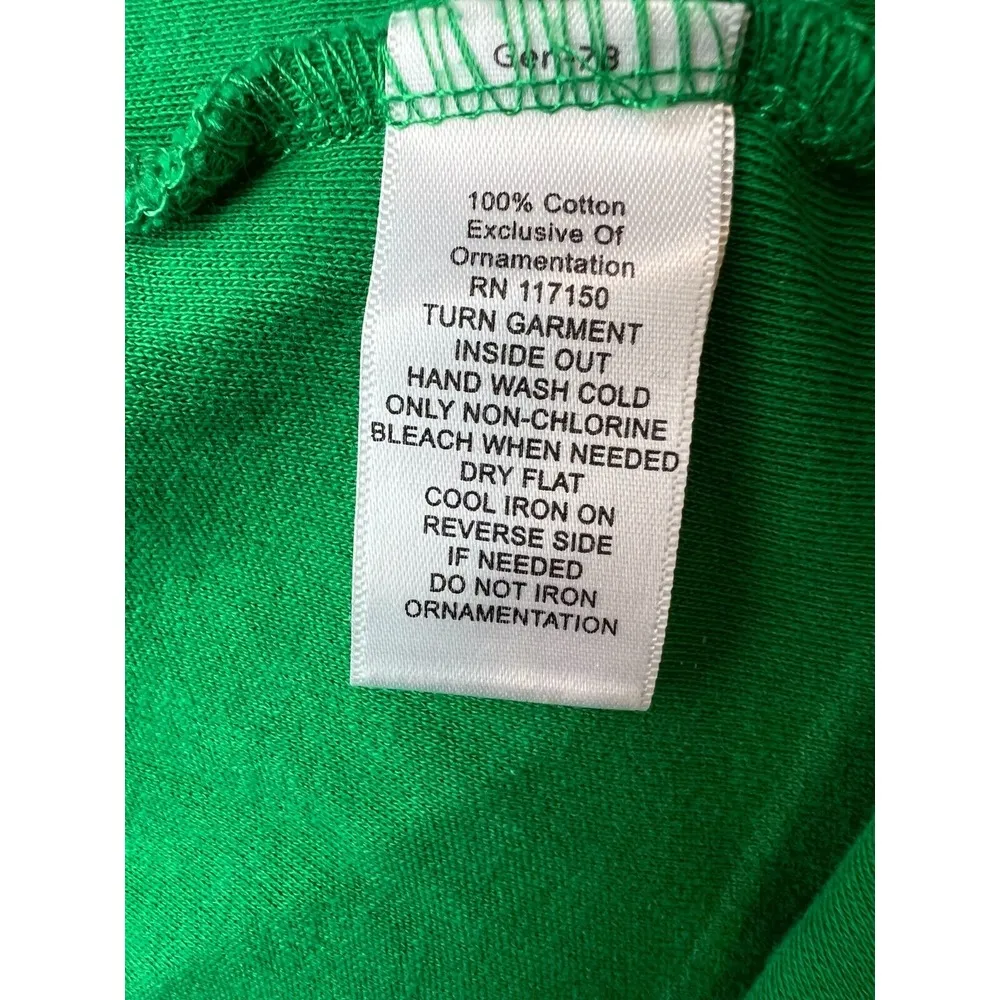 100% Cotton
Exclusive Of
Ornamentation
RN 117150
TURN GARMENT
INSIDE OUT
HAND WASH COLD
ONLY NON-CHLORINE
BLEACH WHEN NEEDED
DRY FLAT
COOL IRON ON
REVERSE SIDE
IF NEEDED
DO NOT IRON
ORNAMENTATION